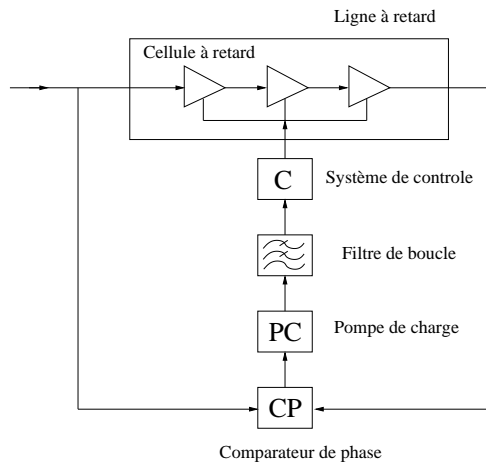 Ligne à retard
Cellule à retard
C
Système de controle
Filtre de boucle
PC
Pompe de charge
CP
Comparateur de phase